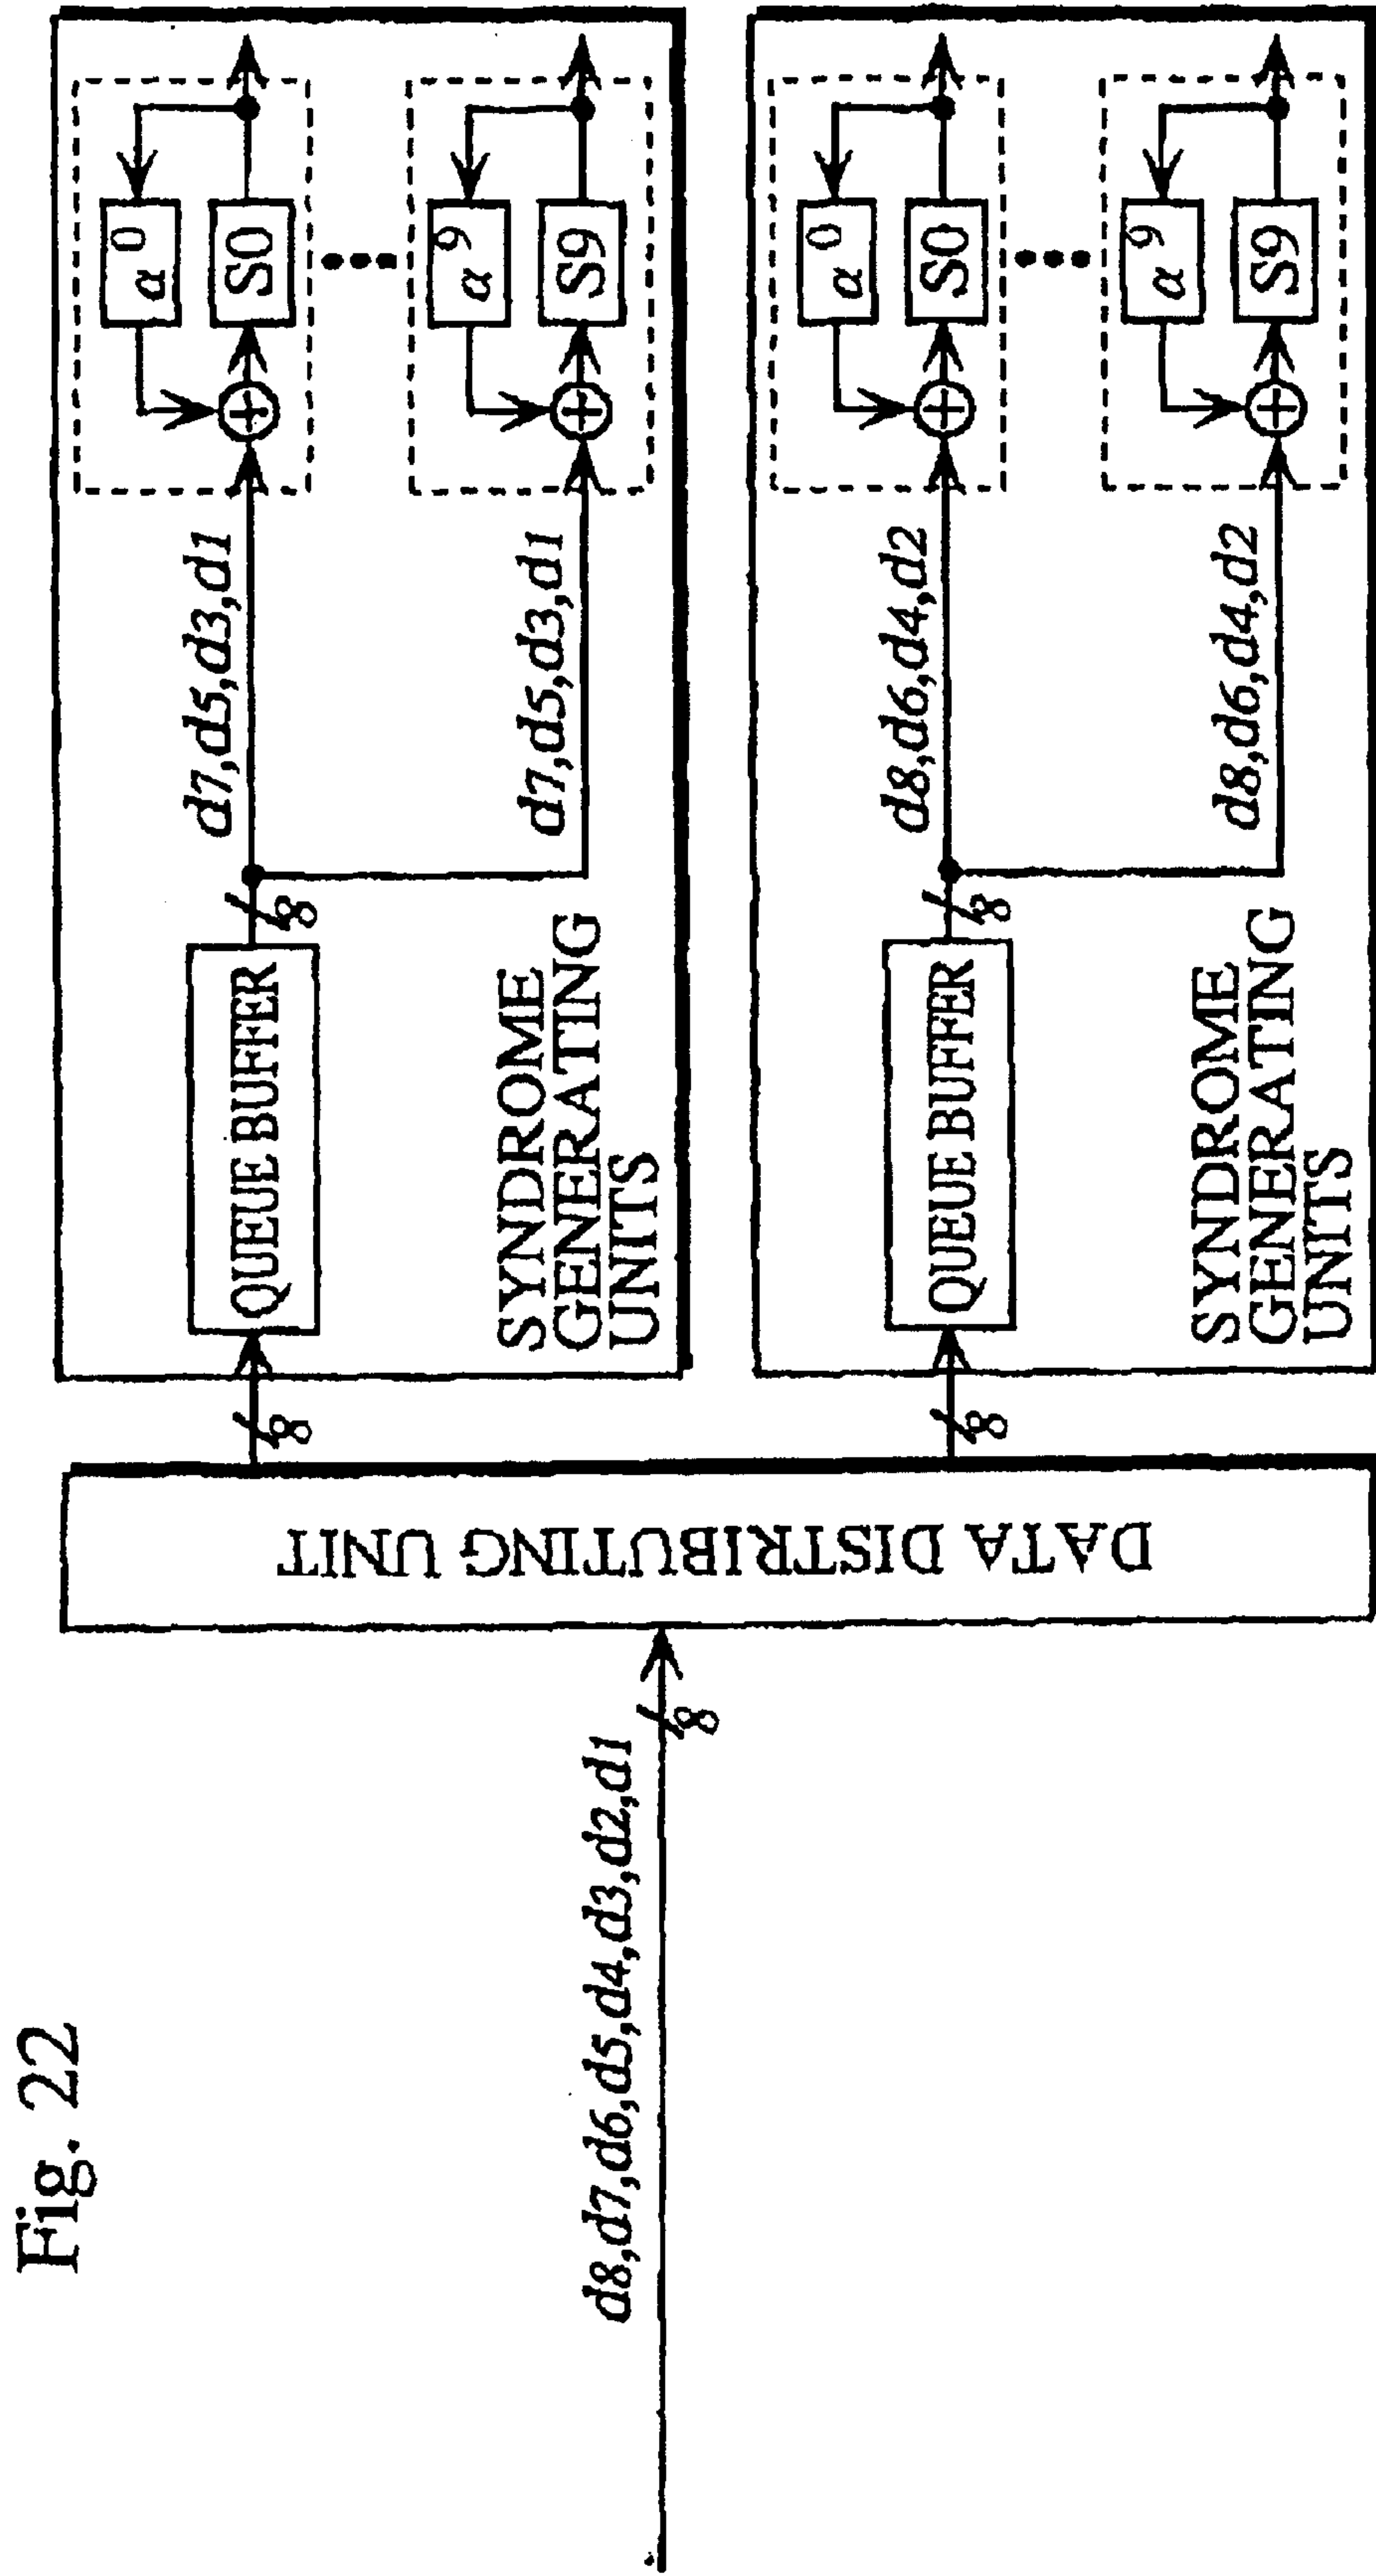 Fig. 22
d8,d7,d6,d5,d4,d3,d2,d1
8
DATA DISTRIBUTING UNIT
8
QUEUE BUFFER
8
d7,d5,d3,d1
α0
S0
d7,d5,d3,d1
α9
S9
SYNDROME
GENERATING
UNITS
8
QUEUE BUFFER
8
d8,d6,d4,d2
α0
S0
d8,d6,d4,d2
α9
S9
SYNDROME
GENERATING
UNITS